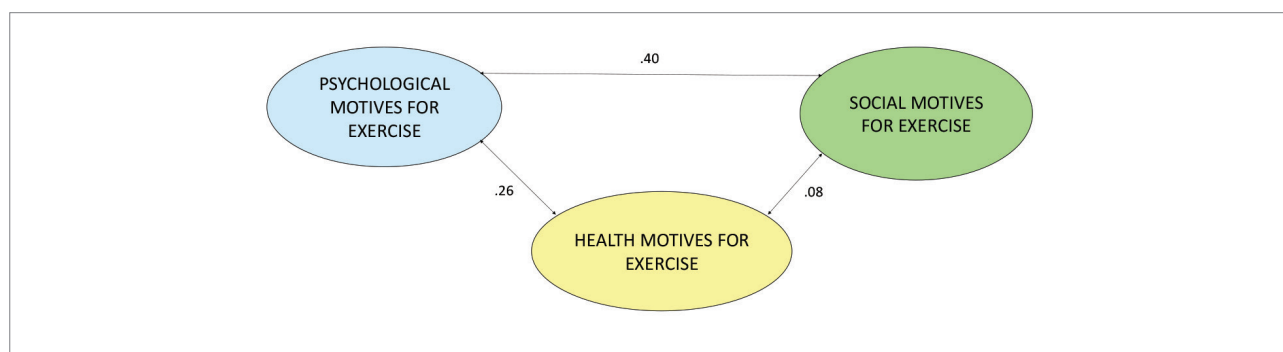 .40
PSYCHOLOGICAL
MOTIVES FOR
EXERCISE
SOCIAL MOTIVES
FOR EXERCISE
.26
.08
HEALTH MOTIVES FOR
EXERCISE